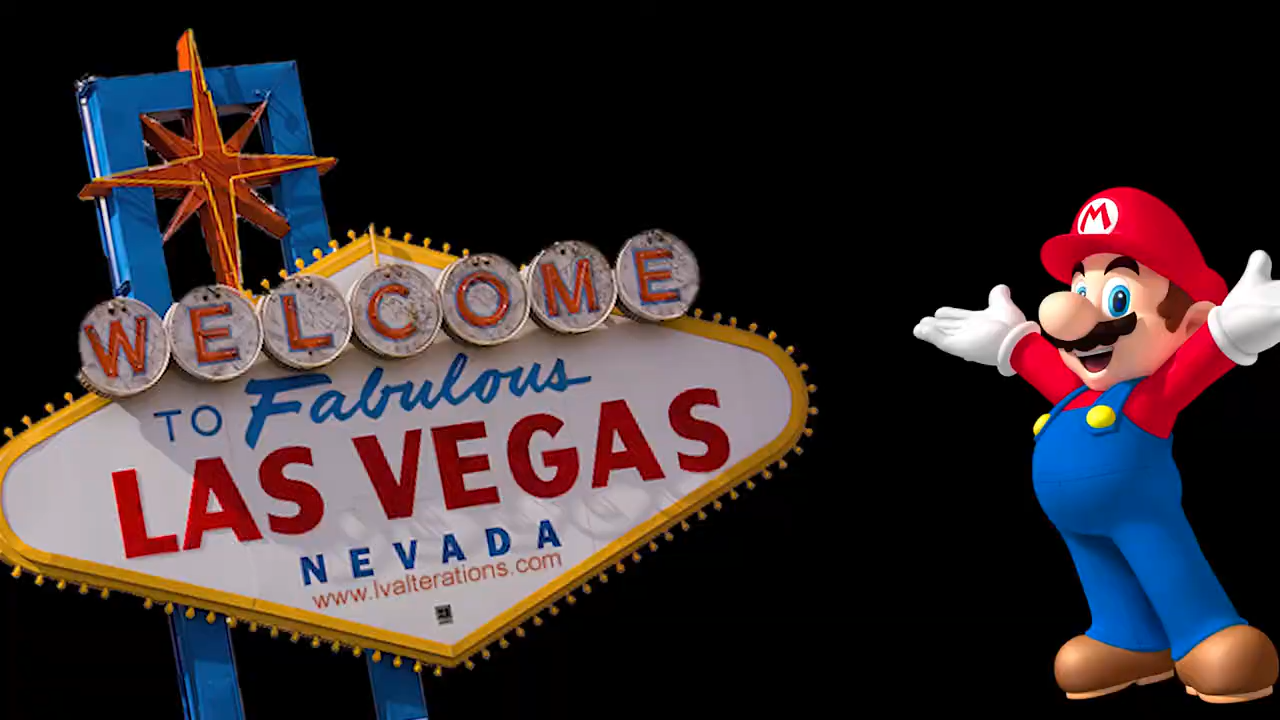 WELCOME
TO Fabulous
LAS VEGAS
NEVADA
www.lvalterations.com
M